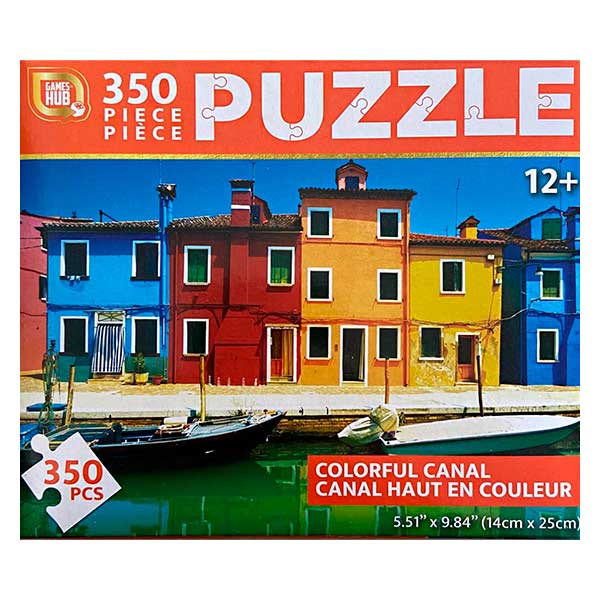 GAMES
HUB
350
PIECE
PIÈCE
PUZZLE
12+
350
PCS
COLORFUL CANAL
CANAL HAUT EN COULEUR
5.51” x 9.84” (14cm x 25cm)